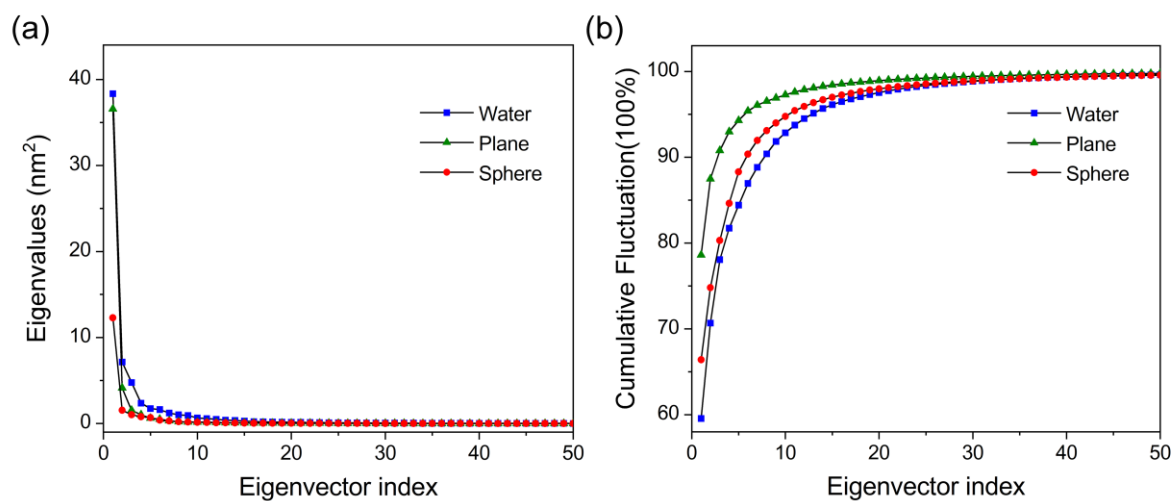 (a)
Eigenvalues (nm²)
40
30
20
10
0
Water
Plane
Sphere
0 10 20 30 40 50
Eigenvector index
(b)
Cumulative Fluctuation(100%)
100
90
80
70
60
Water
Plane
Sphere
0 10 20 30 40 50
Eigenvector index